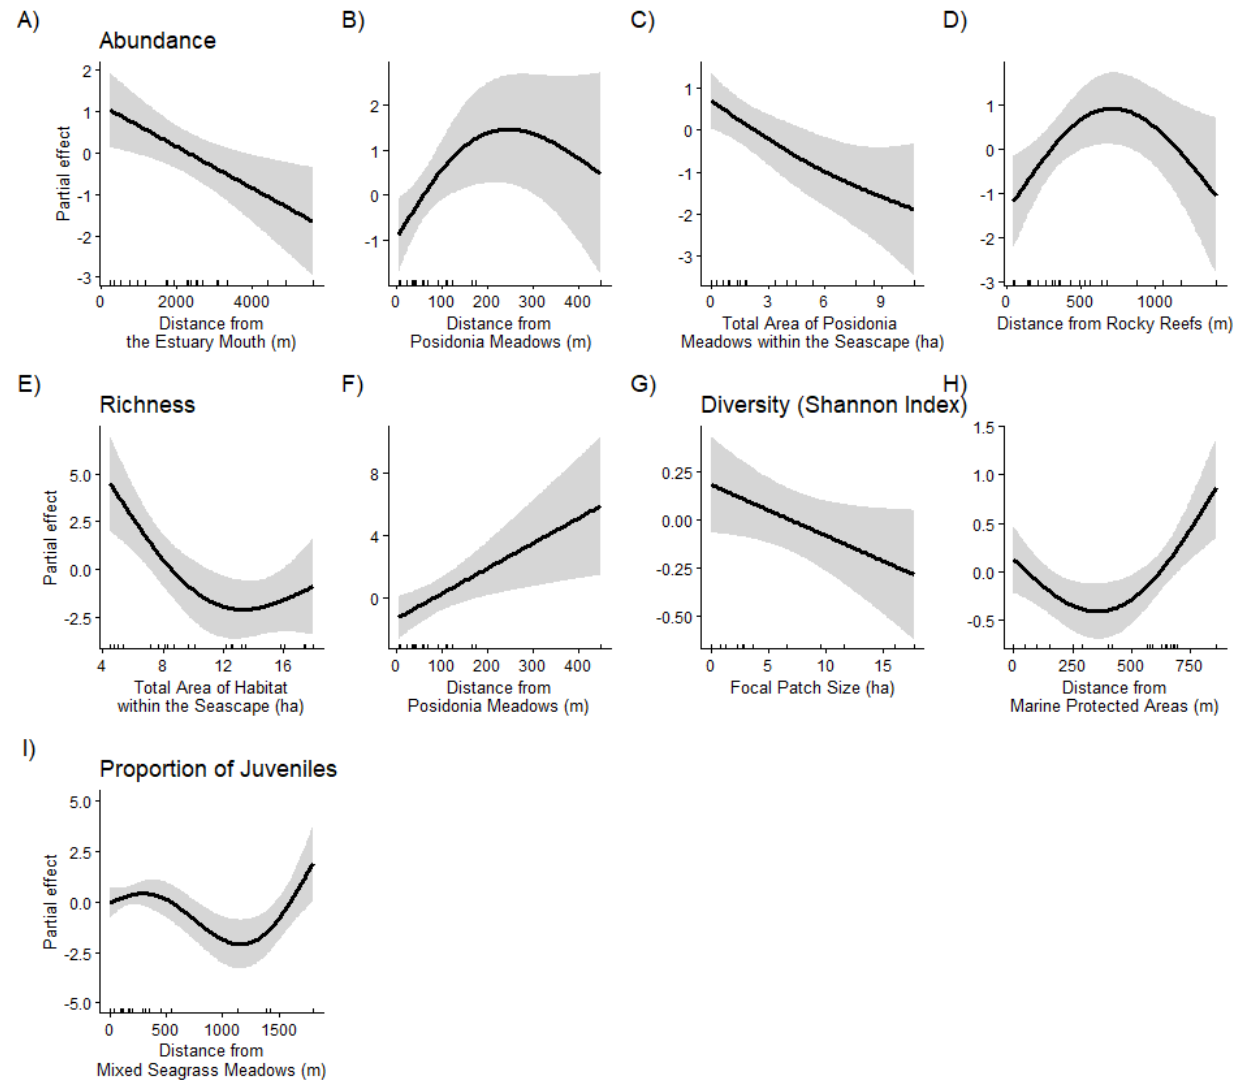 A)
Abundance
Partial effect
2
1
0
-1
-2
-3
0
2000
4000
Distance from
the Estuary Mouth (m)
B)
2
1
0
-1
0
100
200
300
400
Distance from
Posidonia Meadows (m)
C)
1
0
-1
-2
-3
0
3
6
9
Total Area of Posidonia
Meadows within the Seascape (ha)
D)
1
0
-1
-2
-3
0
500
1000
Distance from Rocky Reefs (m)
E)
Richness
Partial effect
5.0
2.5
0.0
-2.5
4
8
12
16
Total Area of Habitat
within the Seascape (ha)
F)
8
4
0
0
100
200
300
400
Distance from
Posidonia Meadows (m)
G)
Diversity (Shannon Index)
0.25
0.00
-0.25
-0.50
0
5
10
15
Focal Patch Size (ha)
H)
1.5
1.0
0.5
0.0
-0.5
0
250
500
750
Distance from
Marine Protected Areas (m)
I)
Proportion of Juveniles
Partial effect
5.0
2.5
0.0
-2.5
-5.0
0
500
1000
1500
Distance from
Mixed Seagrass Meadows (m)